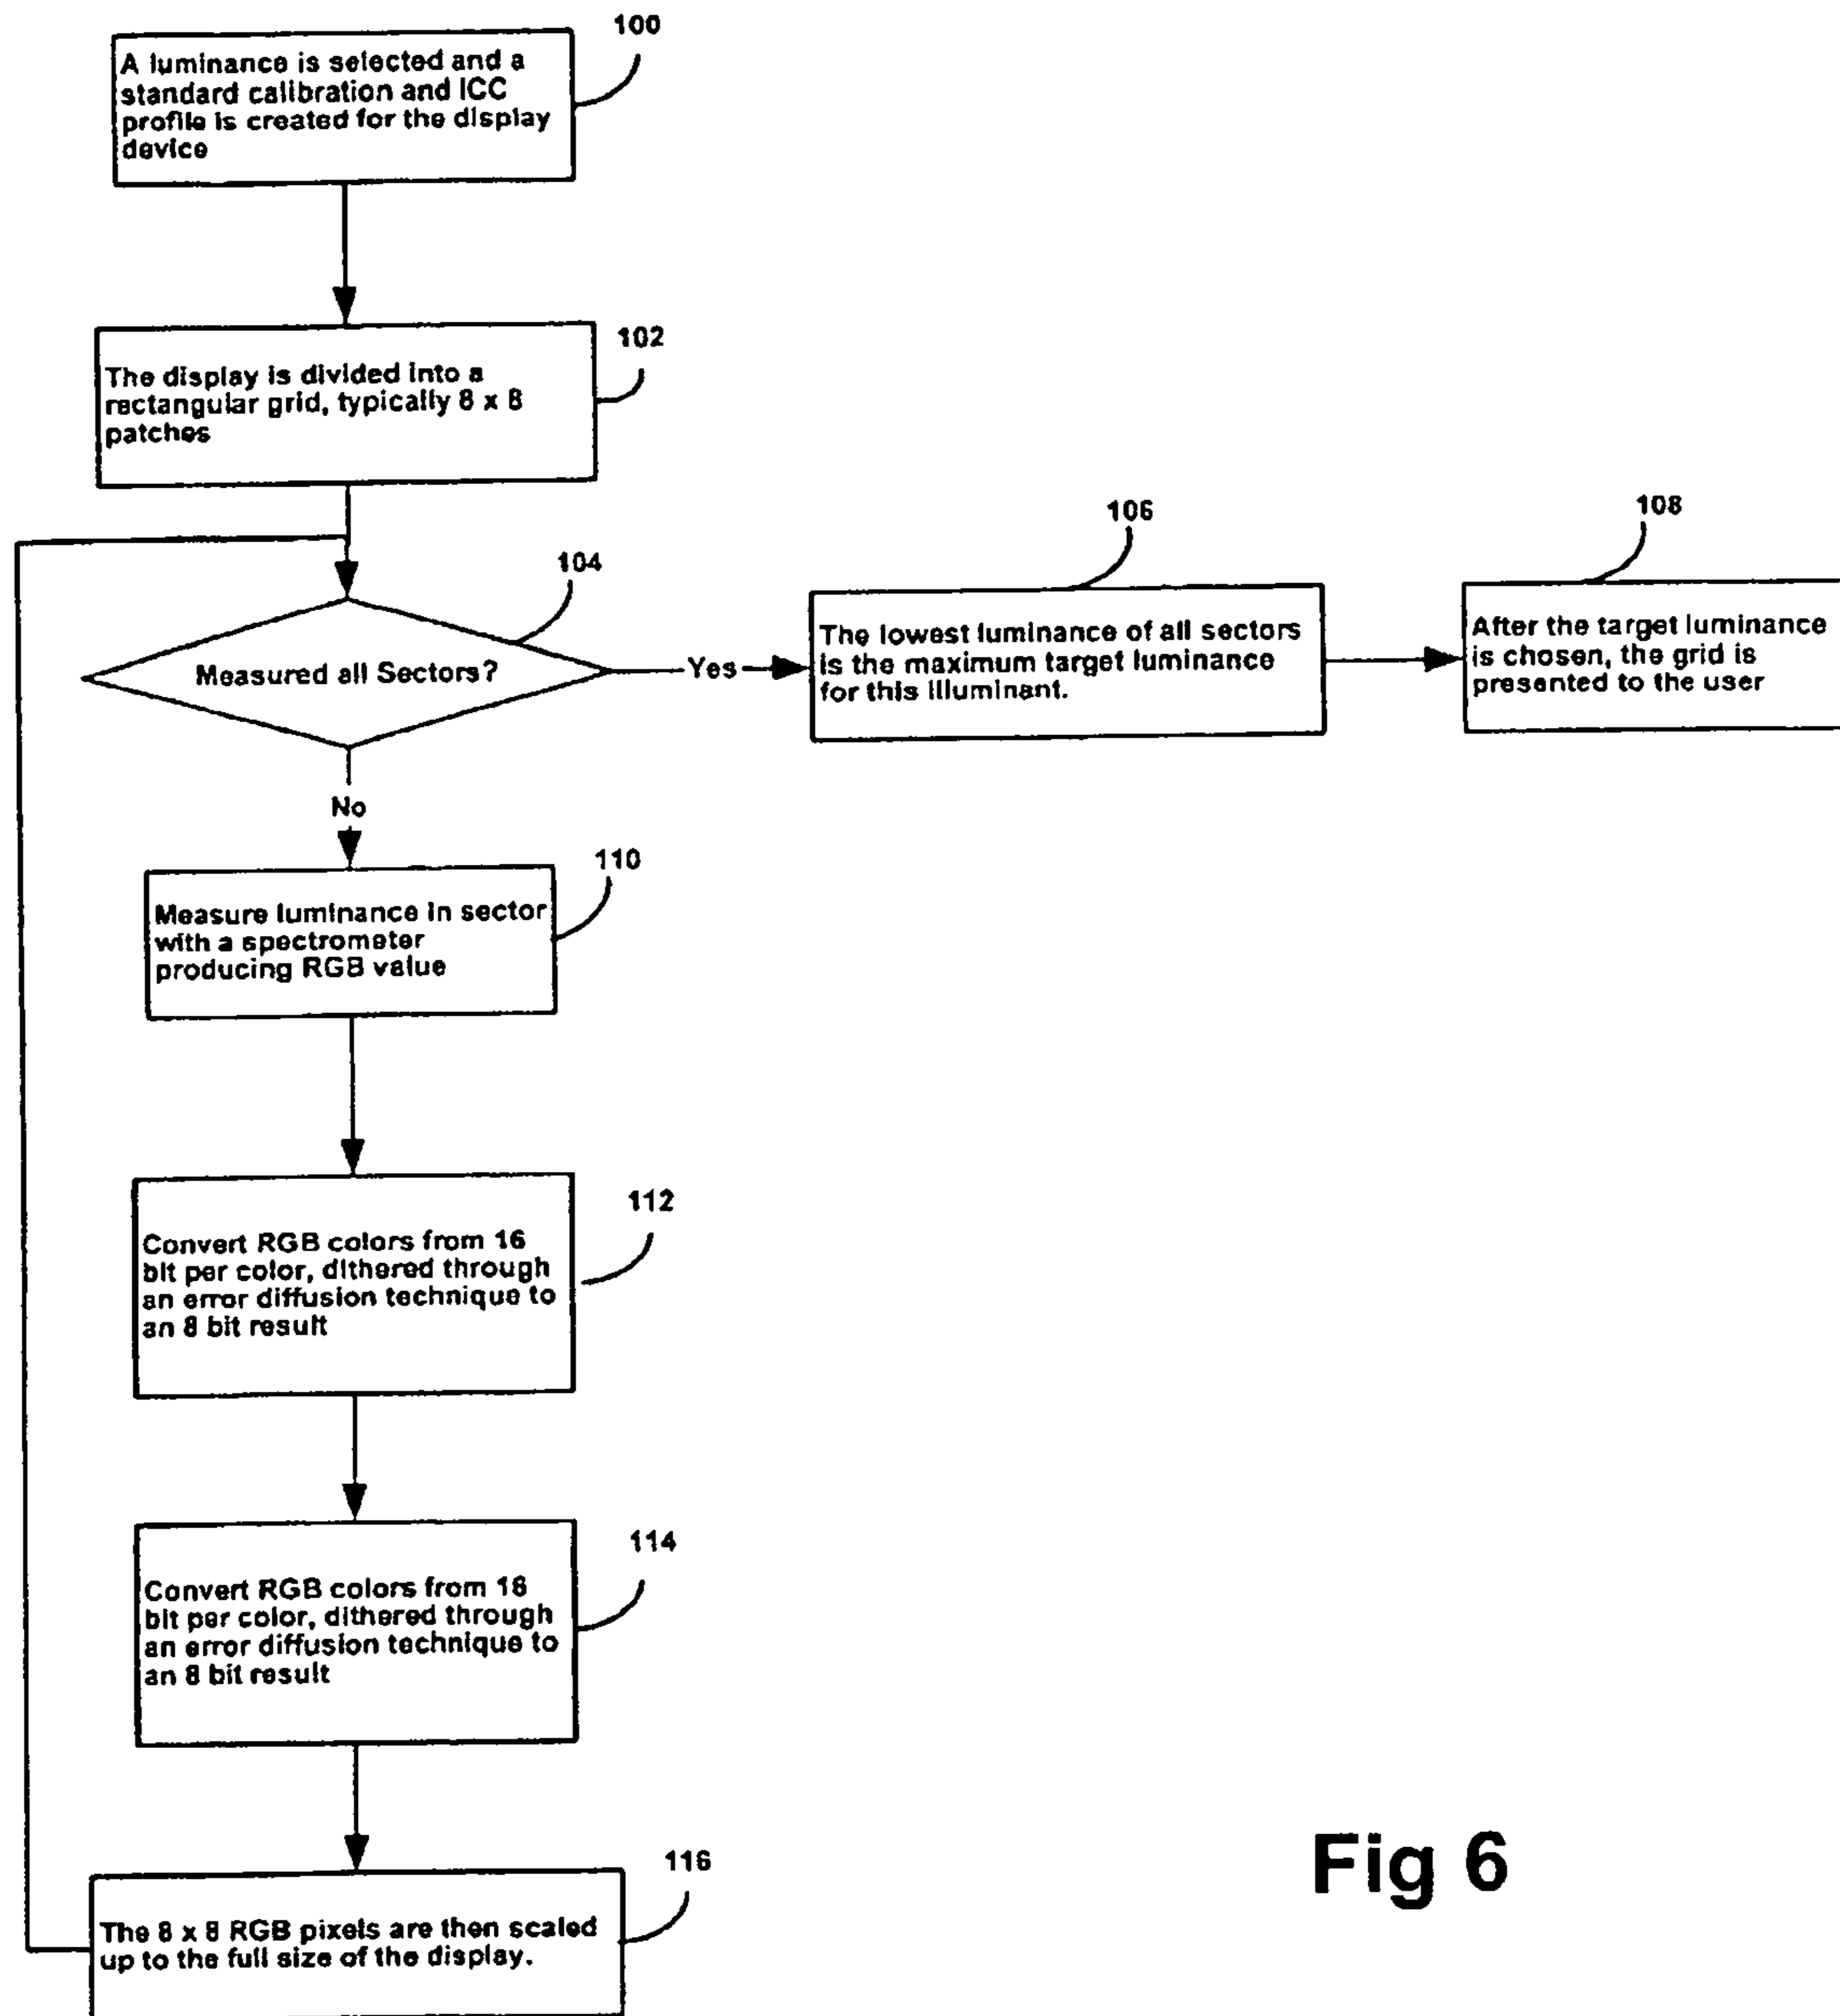 100
A luminance is selected and a
standard calibration and ICC
profile is created for the display
device
102
The display is divided into a
rectangular grid, typically 8 x 8
patches
104
Measured all Sectors?
Yes
106
The lowest luminance of all sectors
is the maximum target luminance
for this illuminant.
108
After the target luminance
is chosen, the grid is
presented to the user
No
110
Measure luminance in sector
with a spectrometer
producing RGB value
112
Convert RGB colors from 16
bit per color, dithered through
an error diffusion technique to
an 8 bit result
114
Convert RGB colors from 16
bit per color, dithered through
an error diffusion technique to
an 8 bit result
116
The 8 x 8 RGB pixels are then scaled
up to the full size of the display.
Fig 6